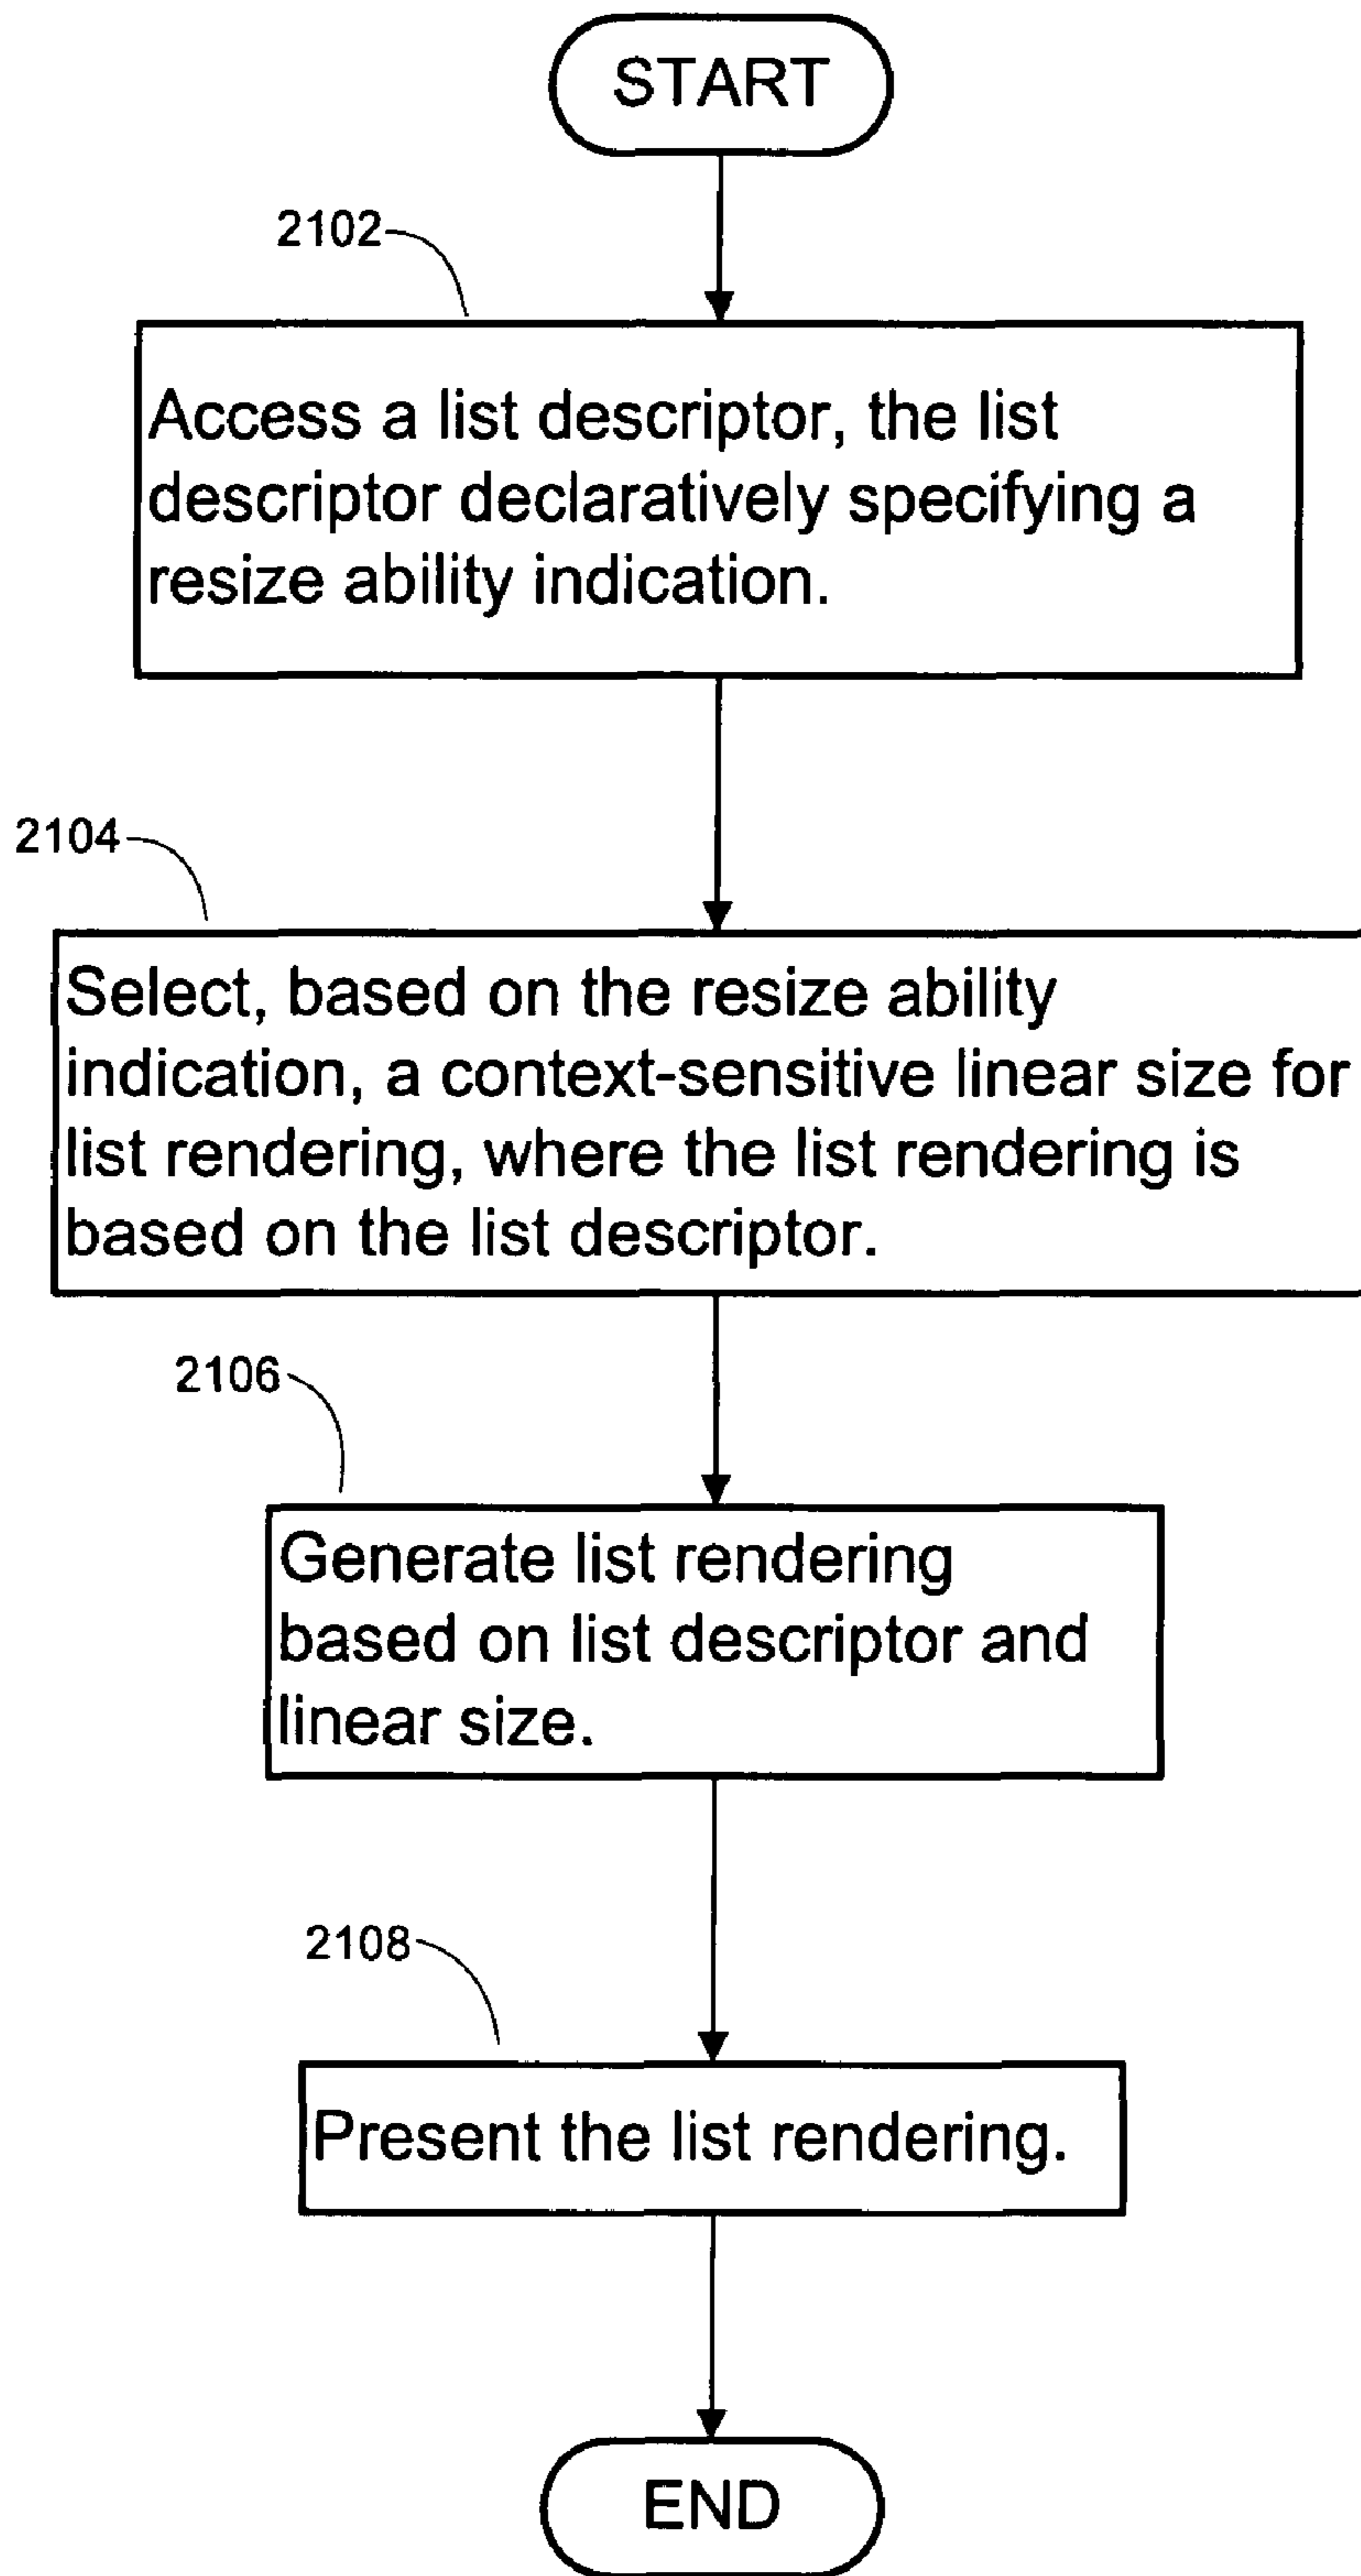 START
2102
Access a list descriptor, the list
descriptor declaratively specifying a
resize ability indication.
2104
Select, based on the resize ability
indication, a context-sensitive linear size for
list rendering, where the list rendering is
based on the list descriptor.
2106
Generate list rendering
based on list descriptor and
linear size.
2108
Present the list rendering.
END